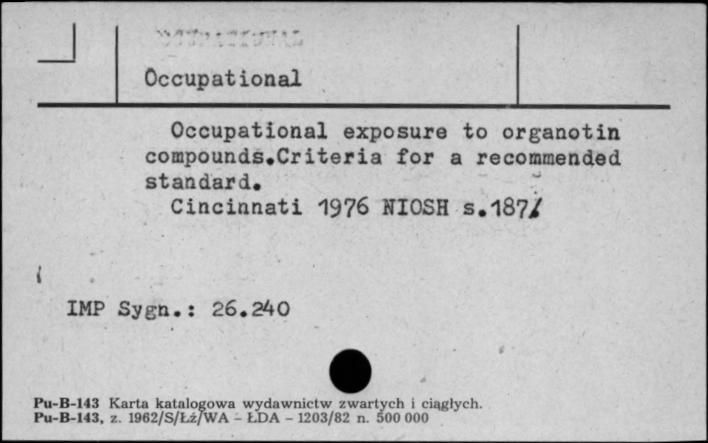 Occupational
Occupational exposure to organotin
compounds.Criteria for a recommended
standard.
Cincinnati 1976 NIOSH s.187/
IMP Sygn.: 26.240
Pu-B-143 Karta katalogowa wydawnictw zwartych i ciągłych.
Pu-B-143, z. 1962/S/Łź/WA - ŁDA - 1203/82 n. 500 000